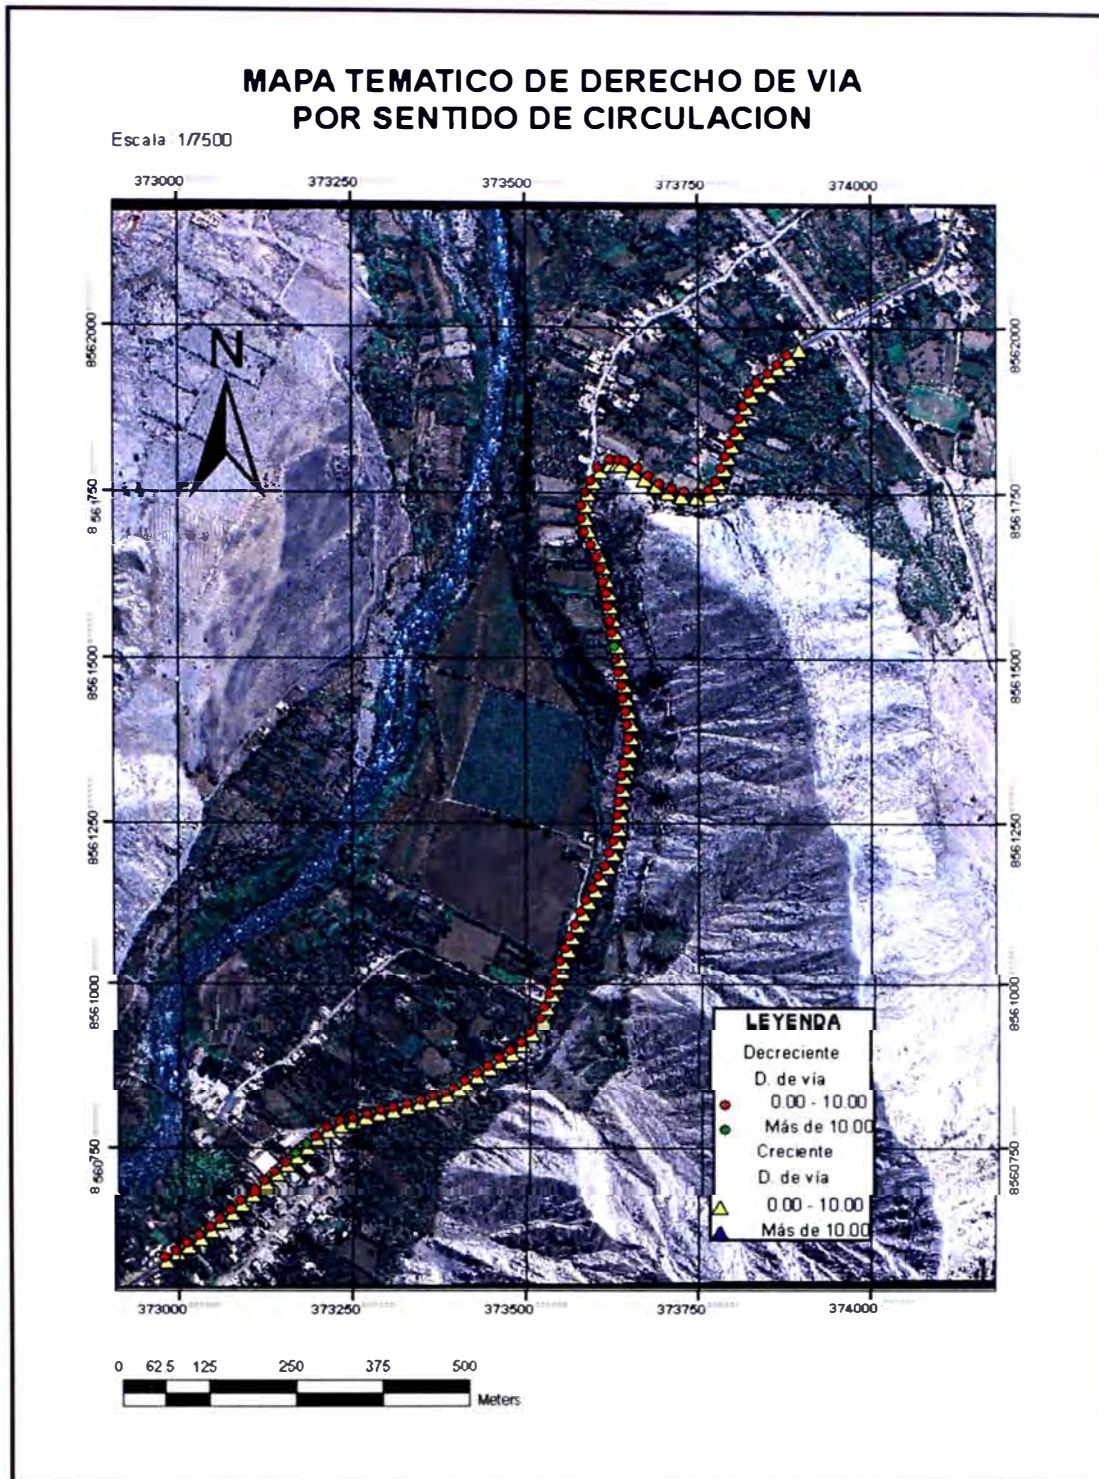 MAPA TEMATICO DE DERECHO DE VIA
POR SENTIDO DE CIRCULACION
Escala 1/7500
373000 373250 373500 373750 374000
8562000 8562000
N
8561750 8561750
8561500 8561500
8561250 8561250
8561000 8561000
8560750 8560750
LEYENDA
Decreciente
D. de vía
0.00 - 10.00
Más de 10.00
Creciente
D. de vía
0.00 - 10.00
Más de 10.00
373000 373250 373500 373750 374000
0 62.5 125 250 375 500
Meters